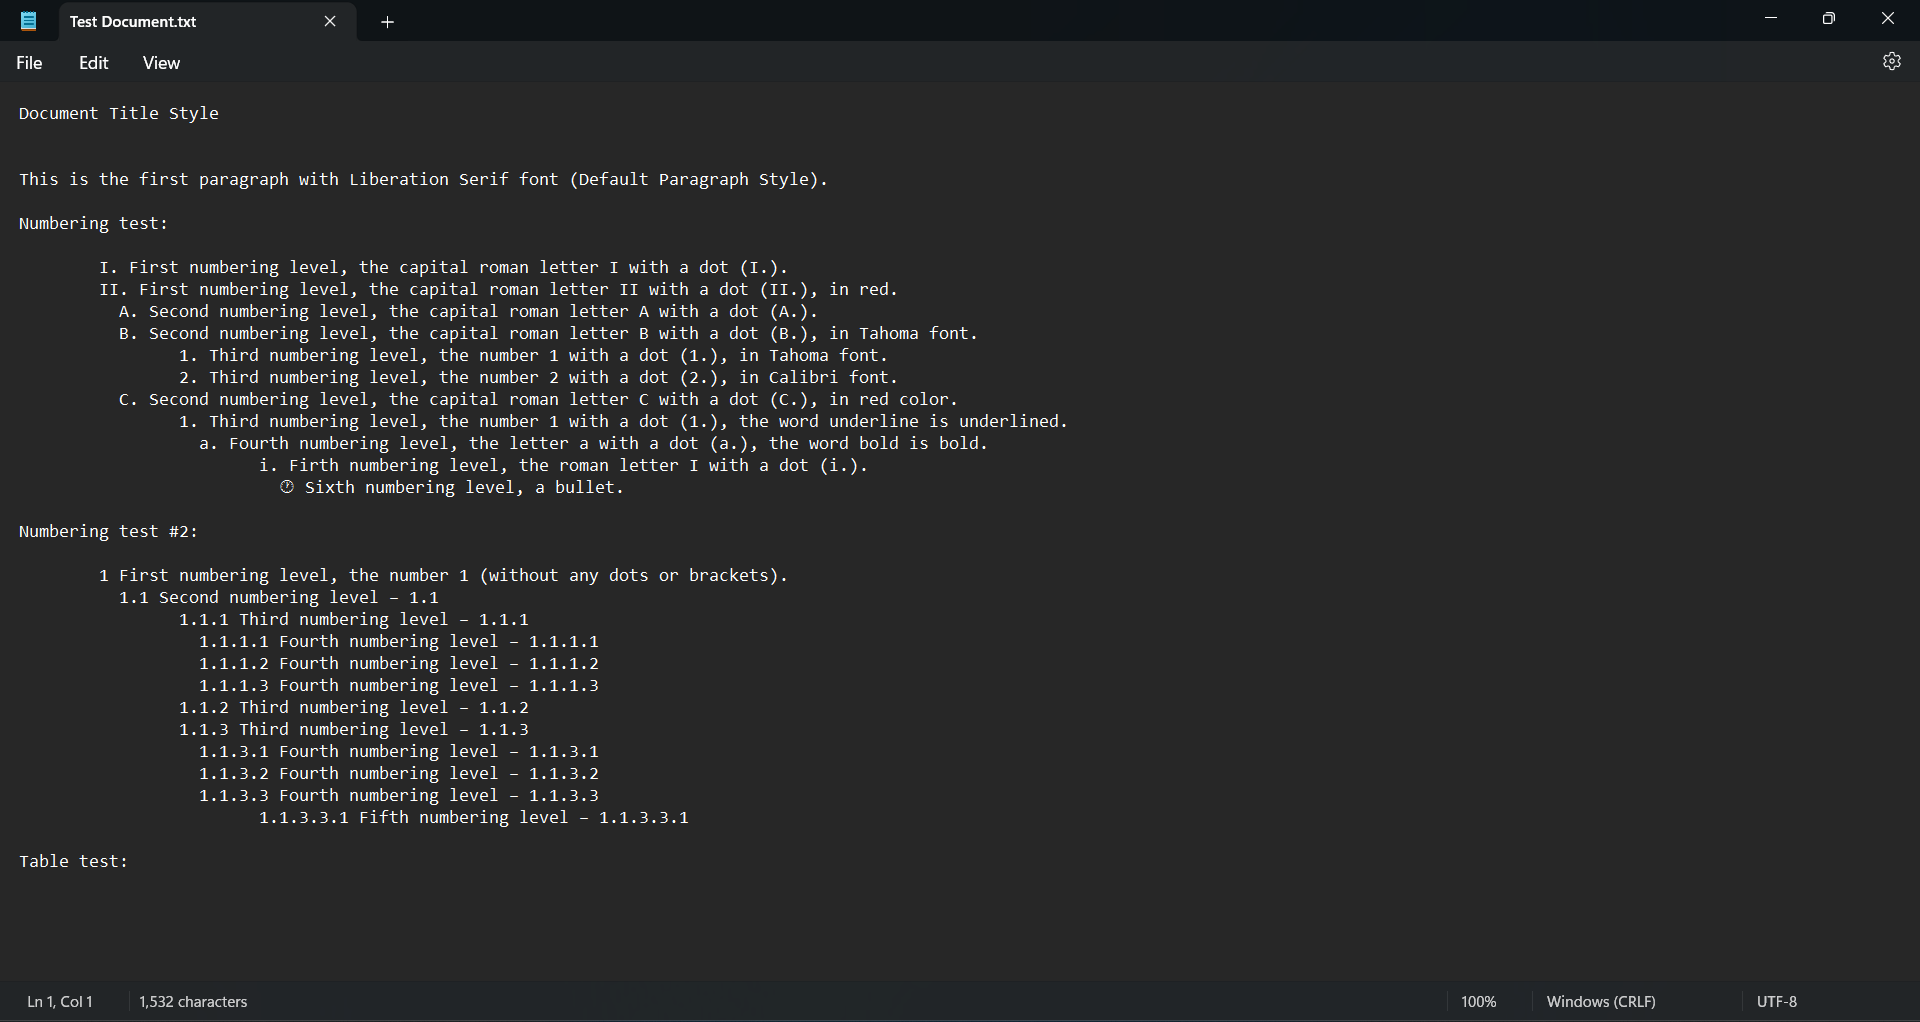 Test Document.txt
File Edit View
Document Title Style
This is the first paragraph with Liberation Serif font (Default Paragraph Style).
Numbering test:
I. First numbering level, the capital roman letter I with a dot (I.).
II. First numbering level, the capital roman letter II with a dot (II.), in red.
A. Second numbering level, the capital roman letter A with a dot (A.).
B. Second numbering level, the capital roman letter B with a dot (B.), in Tahoma font.
1. Third numbering level, the number 1 with a dot (1.), in Tahoma font.
2. Third numbering level, the number 2 with a dot (2.), in Calibri font.
C. Second numbering level, the capital roman letter C with a dot (C.), in red color.
1. Third numbering level, the number 1 with a dot (1.), the word underline is underlined.
a. Fourth numbering level, the letter a with a dot (a.), the word bold is bold.
i. Firth numbering level, the roman letter I with a dot (i.).
Sixth numbering level, a bullet.
Numbering test #2:
1 First numbering level, the number 1 (without any dots or brackets).
1.1 Second numbering level – 1.1
1.1.1 Third numbering level – 1.1.1
1.1.1.1 Fourth numbering level – 1.1.1.1
1.1.1.2 Fourth numbering level – 1.1.1.2
1.1.1.3 Fourth numbering level – 1.1.1.3
1.1.2 Third numbering level – 1.1.2
1.1.3 Third numbering level – 1.1.3
1.1.3.1 Fourth numbering level – 1.1.3.1
1.1.3.2 Fourth numbering level – 1.1.3.2
1.1.3.3 Fourth numbering level – 1.1.3.3
1.1.3.3.1 Fifth numbering level – 1.1.3.3.1
Table test:
Ln 1, Col 1 1,532 characters 100% Windows (CRLF) UTF-8